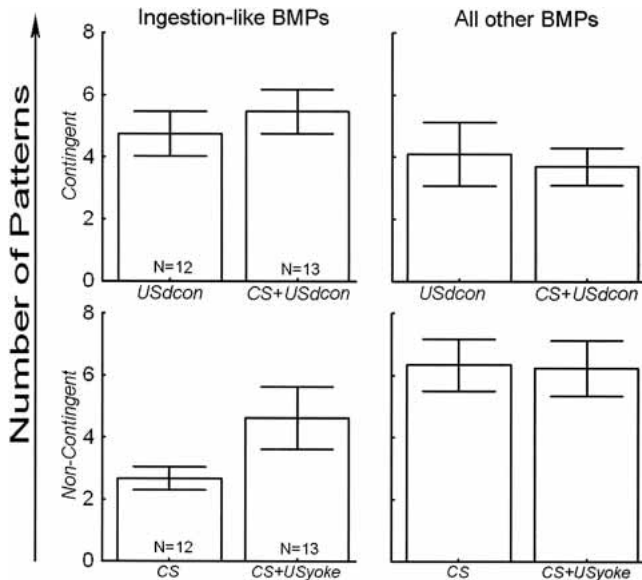 Ingestion-like BMPs All other BMPs
Number of Patterns
Contingent
8
6
4
2
0
N=12 N=13
USdcon CS+USdcon USdcon CS+USdcon
Non-Contingent
8
6
4
2
0
N=12 N=13
CS CS+USyoke CS CS+USyoke